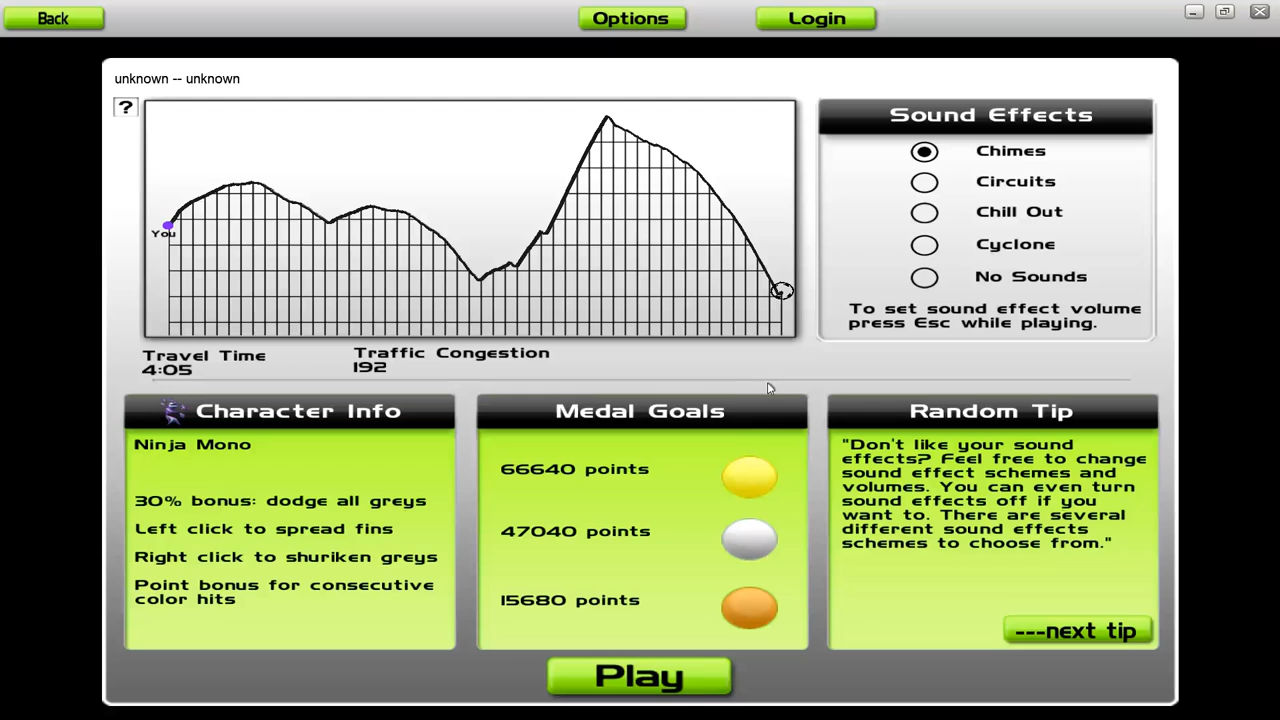 Back
Options
Login
unknown -- unknown
?
You
Travel Time
4:05
Traffic Congestion
192
Sound Effects
Chimes
Circuits
Chill Out
Cyclone
No Sounds
To set sound effect volume
press Esc while playing.
Character Info
Ninja Mono
30% bonus: dodge all greys
Left click to spread fins
Right click to shuriken greys
Point bonus for consecutive
color hits
Medal Goals
66640 points
47040 points
15680 points
Random Tip
"Don't like your sound
effects? Feel free to change
sound effect schemes and
volumes. You can even turn
sound effects off if you
want to. There are several
different sound effects
schemes to choose from."
---next tip
Play